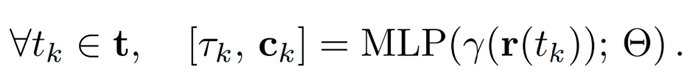 ∀t_k ∈ **t**,  [τ_k, **c**_k] = MLP(γ(**r**(t_k)); Θ) .